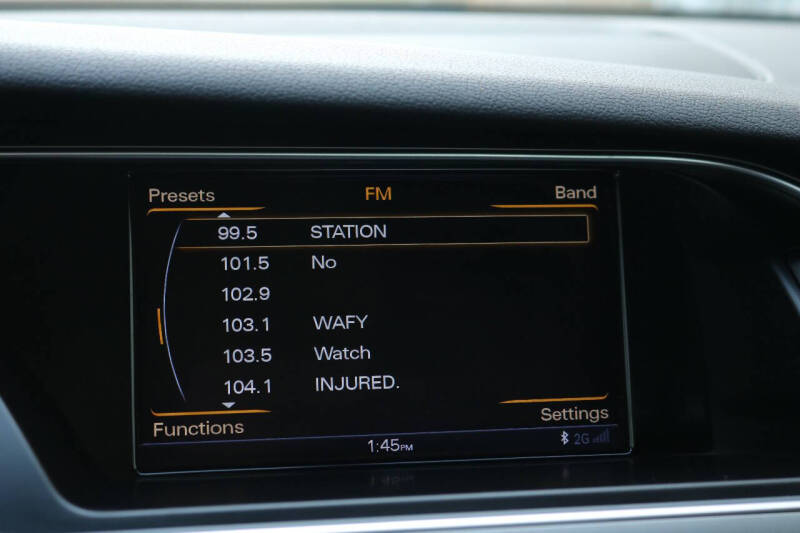 Presets FM Band
99.5 STATION
101.5 No
102.9
103.1 WAFY
103.5 Watch
104.1 INJURED.
Functions Settings
1:45PM 2G